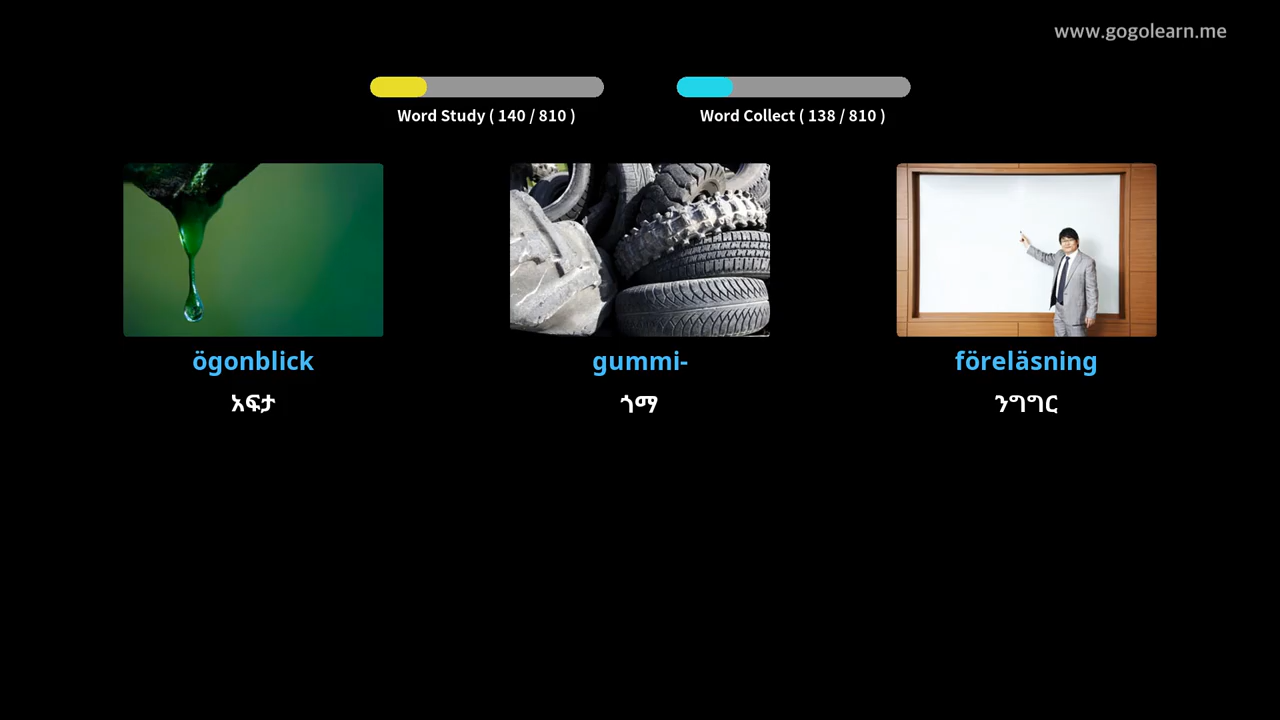 www.gogolearn.me
Word Study ( 140 / 810 )
Word Collect ( 138 / 810 )
ögonblick
gummi-
föreläsning
አፍታ
ጎማ
ንግግር